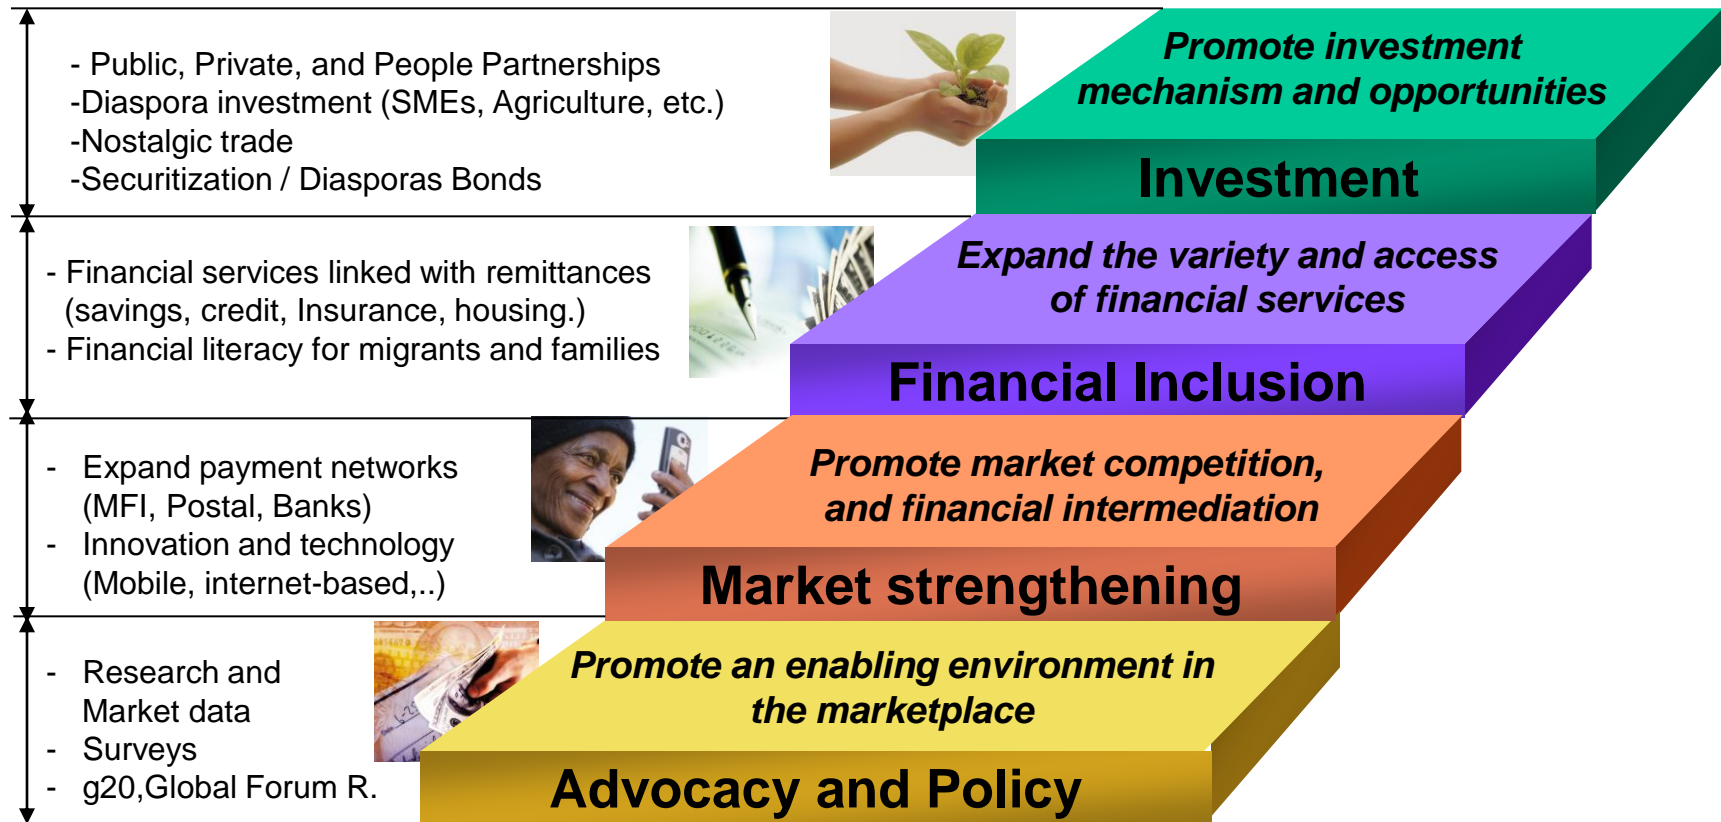 - Public, Private, and People Partnerships
-Diaspora investment (SMEs, Agriculture, etc.)
-Nostalgic trade
-Securitization / Diasporas Bonds
Promote investment
mechanism and opportunities
Investment
- Financial services linked with remittances
(savings, credit, Insurance, housing.)
- Financial literacy for migrants and families
Expand the variety and access
of financial services
Financial Inclusion
- Expand payment networks
(MFI, Postal, Banks)
- Innovation and technology
(Mobile, internet-based,..)
Promote market competition,
and financial intermediation
Market strengthening
- Research and
Market data
- Surveys
- g20,Global Forum R.
Promote an enabling environment in
the marketplace
Advocacy and Policy